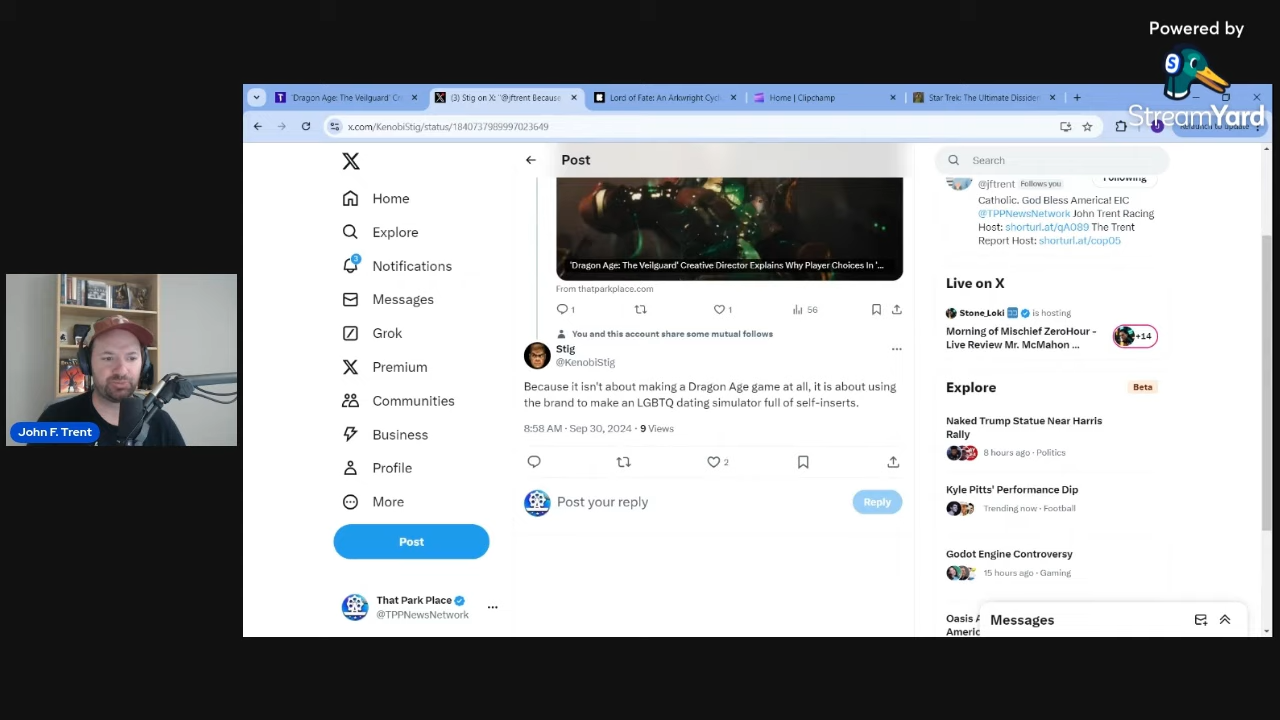 Powered by
S
StreamYard
'Dragon Age: The Veilguard' Cr
(3) Stig on X: "@jftrent Because
Lord of Fate: An Arkwright Cycl
Home | Clipchamp
Star Trek: The Ultimate Dissiden
x.com/KenobiStig/status/1840737989997023649
Relaunch to update
Post
Search
Home
Explore
Notifications
3
Messages
Grok
Premium
Communities
Business
Profile
More
Post
That Park Place
@TPPNewsNetwork
'Dragon Age: The Veilguard' Creative Director Explains Why Player Choices In '...
From thatparkplace.com
1
1
56
You and this account share some mutual follows
Stig
@KenobiStig
Because it isn't about making a Dragon Age game at all, it is about using
the brand to make an LGBTQ dating simulator full of self-inserts.
8:58 AM · Sep 30, 2024 · 9 Views
2
Post your reply
Reply
@jftrent Follows you
Following
Catholic. God Bless America! EIC
@TPPNewsNetwork John Trent Racing
Host: shorturl.at/qA089 The Trent
Report Host: shorturl.at/cop05
Live on X
Stone_Loki is hosting
Morning of Mischief ZeroHour -
Live Review Mr. McMahon ...
+14
Explore
Beta
Naked Trump Statue Near Harris
Rally
8 hours ago · Politics
Kyle Pitts' Performance Dip
Trending now · Football
Godot Engine Controversy
15 hours ago · Gaming
Oasis
Americ
Messages
John F. Trent